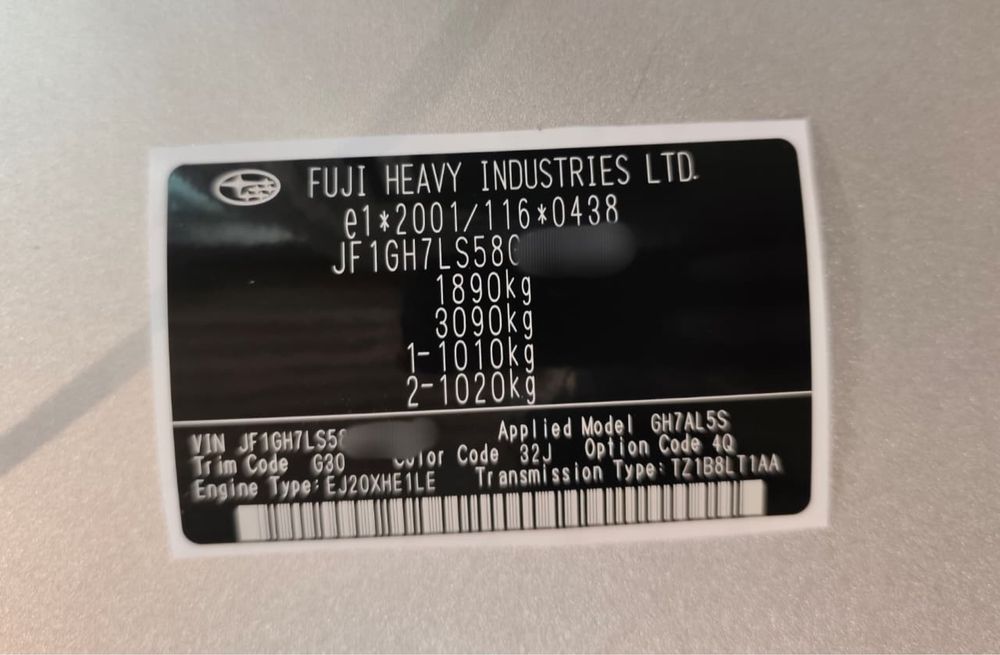 FUJI HEAVY INDUSTRIES LTD.
e1*2001/116*0438
JF1GH7LS58
1890kg
3090kg
1-1010kg
2-1020kg
VIN JF1GH7LS5 Applied Model GH7AL5S
Trim Code G30 Color Code 32J Option Code 4Q
Engine Type:EJ20XHE1LE Transmission Type:TZ1B8LT1AA